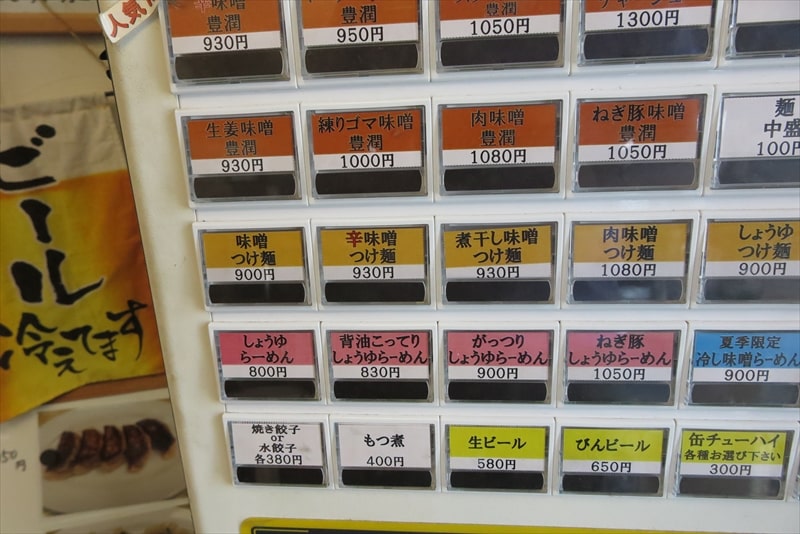 人気
辛味噌
豊潤
930円
豊潤
950円
豊潤
1050円
チャーシュー
1300円
生姜味噌
豊潤
930円
練りゴマ味噌
豊潤
1000円
肉味噌
豊潤
1080円
ねぎ豚味噌
豊潤
1050円
麺
中盛
100円
味噌
つけ麺
900円
辛味噌
つけ麺
930円
煮干し味噌
つけ麺
930円
肉味噌
つけ麺
1080円
しょうゆ
つけ麺
900円
しょうゆ
らーめん
800円
背油こってり
しょうゆらーめん
830円
がっつり
しょうゆらーめん
900円
ねぎ豚
しょうゆらーめん
1050円
夏季限定
冷し味噌らーめん
900円
焼き餃子
or
水餃子
各380円
もつ煮
400円
生ビール
580円
びんビール
650円
缶チューハイ
各種お選び下さい
300円
ビール
冷えてます
50円